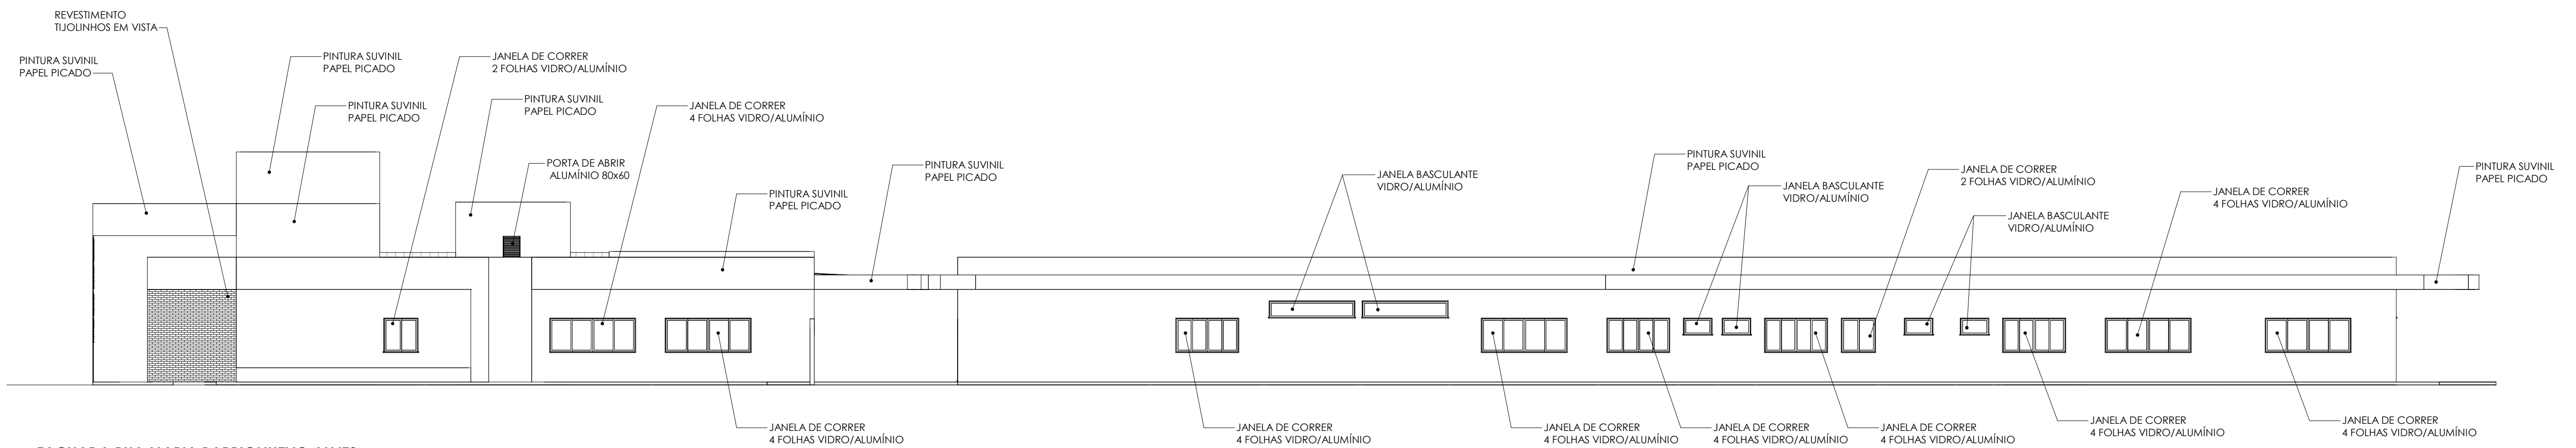 REVESTIMENTO
TIJOLINHOS EM VISTA
PINTURA SUVINIL
PAPEL PICADO
PINTURA SUVINIL
PAPEL PICADO
PINTURA SUVINIL
PAPEL PICADO
JANELA DE CORRER
2 FOLHAS VIDRO/ALUMÍNIO
PINTURA SUVINIL
PAPEL PICADO
JANELA DE CORRER
4 FOLHAS VIDRO/ALUMÍNIO
PORTA DE ABRIR
ALUMÍNIO 80x60
PINTURA SUVINIL
PAPEL PICADO
PINTURA SUVINIL
PAPEL PICADO
JANELA BASCULANTE
VIDRO/ALUMÍNIO
PINTURA SUVINIL
PAPEL PICADO
JANELA BASCULANTE
VIDRO/ALUMÍNIO
JANELA DE CORRER
2 FOLHAS VIDRO/ALUMÍNIO
JANELA BASCULANTE
VIDRO/ALUMÍNIO
JANELA DE CORRER
4 FOLHAS VIDRO/ALUMÍNIO
PINTURA SUVINIL
PAPEL PICADO
JANELA DE CORRER
4 FOLHAS VIDRO/ALUMÍNIO
JANELA DE CORRER
4 FOLHAS VIDRO/ALUMÍNIO
JANELA DE CORRER
4 FOLHAS VIDRO/ALUMÍNIO
JANELA DE CORRER
4 FOLHAS VIDRO/ALUMÍNIO
JANELA DE CORRER
4 FOLHAS VIDRO/ALUMÍNIO
JANELA DE CORRER
4 FOLHAS VIDRO/ALUMÍNIO
JANELA DE CORRER
4 FOLHAS VIDRO/ALUMÍNIO